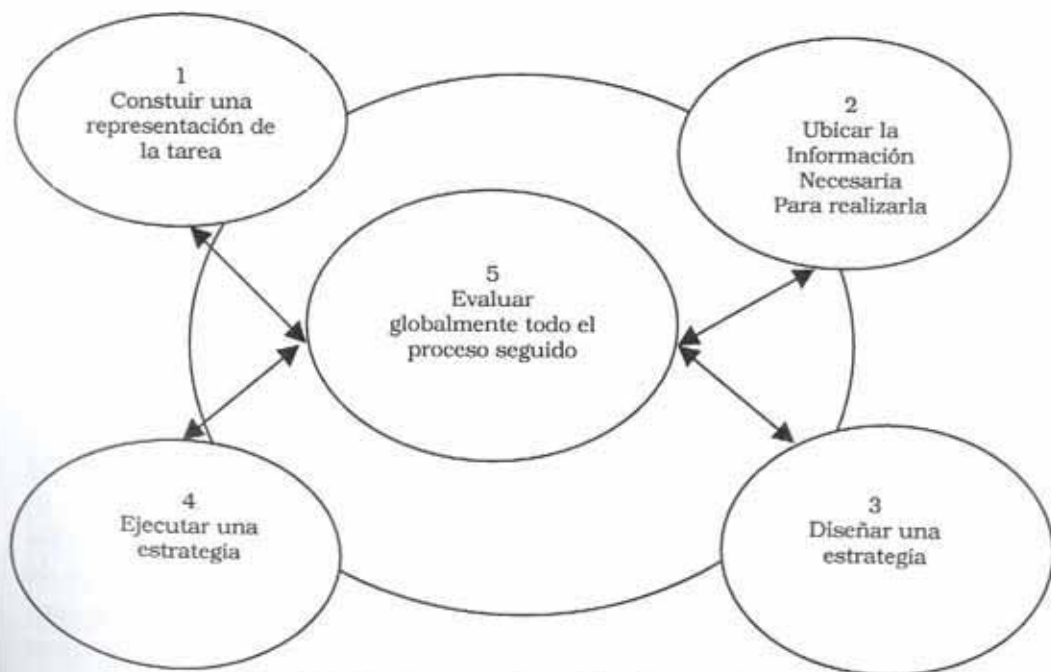 1
Constuir una
representación de
la tarea
2
Ubicar la
Información
Necesaria
Para realizarla
5
Evaluar
globalmente todo el
proceso seguido
4
Ejecutar una
estrategia
3
Diseñar una
estrategia